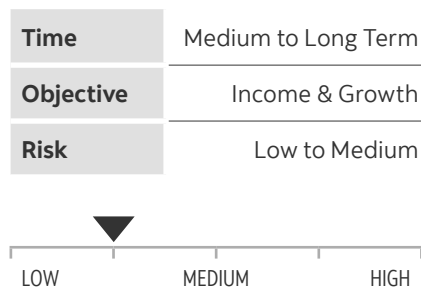 Time Medium to Long Term
Objective Income & Growth
Risk Low to Medium
LOW MEDIUM HIGH